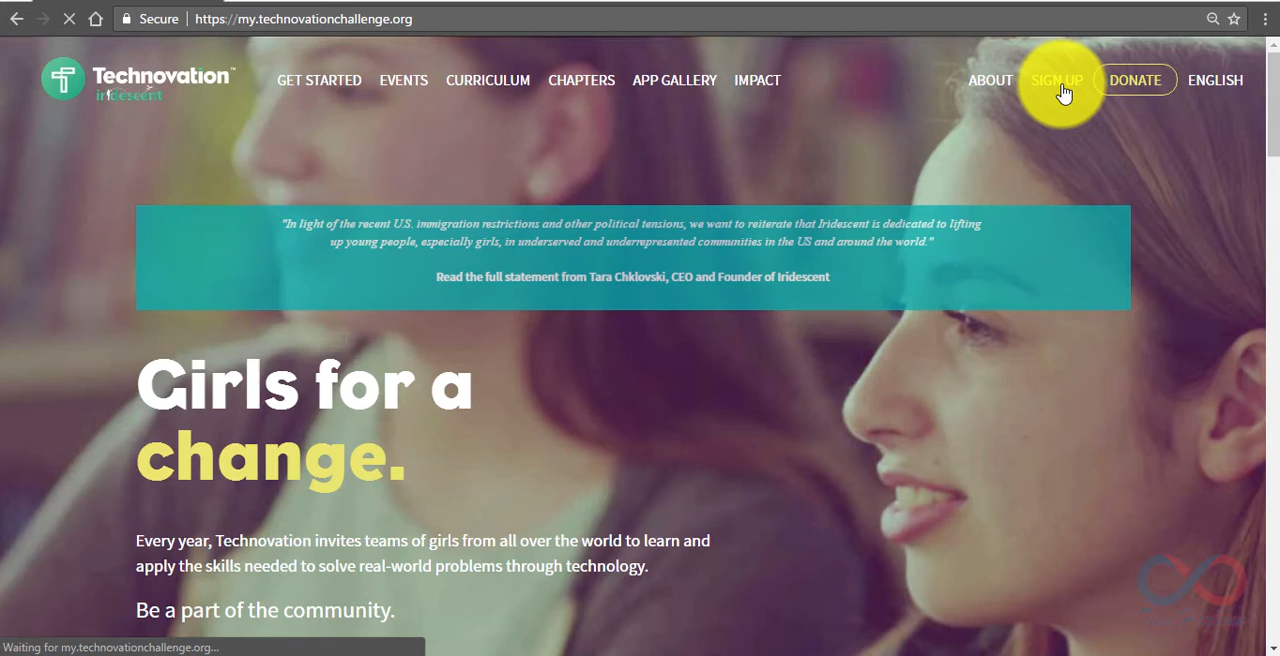 Secure
https://my.technovationchallenge.org
Technovation™
iridescent
GET STARTED EVENTS CURRICULUM CHAPTERS APP GALLERY IMPACT ABOUT SIGN UP DONATE ENGLISH
"In light of the recent U.S. immigration restrictions and other political tensions, we want to reiterate that Iridescent is dedicated to lifting
up young people, especially girls, in underserved and underrepresented communities in the US and around the world."
Read the full statement from Tara Chklovski, CEO and Founder of Iridescent
Girls for a
change.
Every year, Technovation invites teams of girls from all over the world to learn and
apply the skills needed to solve real-world problems through technology.
Be a part of the community.
Waiting for my.technovationchallenge.org...